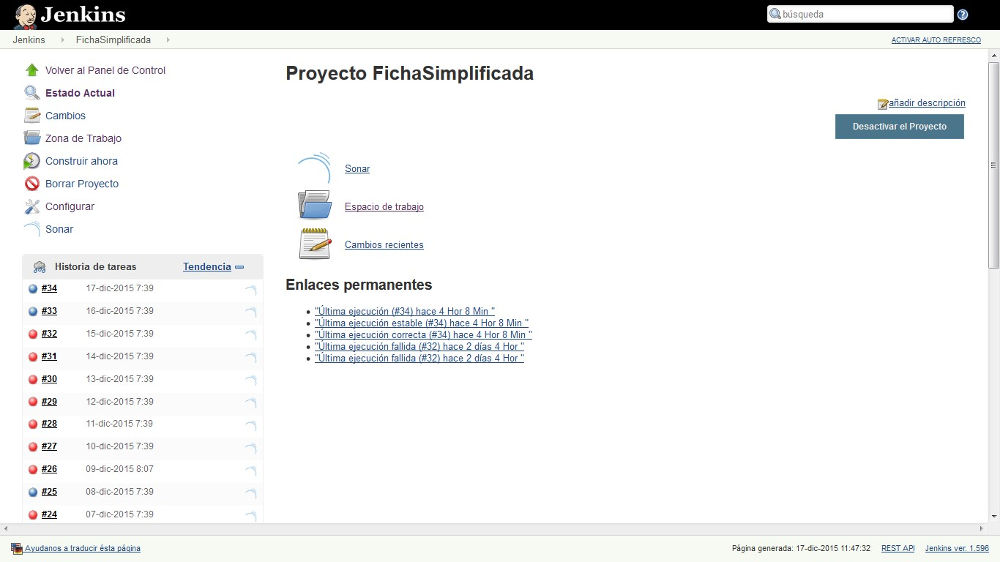 Jenkins
búsqueda
Jenkins FichaSimplificada
ACTIVAR AUTO REFRESCO
Volver al Panel de Control
Estado Actual
Cambios
Zona de Trabajo
Construir ahora
Borrar Proyecto
Configurar
Sonar
Historia de tareas Tendencia
#34 17-dic-2015 7:39
#33 16-dic-2015 7:39
#32 15-dic-2015 7:39
#31 14-dic-2015 7:39
#30 13-dic-2015 7:39
#29 12-dic-2015 7:39
#28 11-dic-2015 7:39
#27 10-dic-2015 7:39
#26 09-dic-2015 8:07
#25 08-dic-2015 7:39
#24 07-dic-2015 7:39
Proyecto FichaSimplificada
añadir descripción
Desactivar el Proyecto
Sonar
Espacio de trabajo
Cambios recientes
Enlaces permanentes
"Última ejecución (#34) hace 4 Hor 8 Min "
"Última ejecución estable (#34) hace 4 Hor 8 Min "
"Última ejecución correcta (#34) hace 4 Hor 8 Min "
"Última ejecución fallida (#32) hace 2 días 4 Hor "
"Última ejecución fallida (#32) hace 2 días 4 Hor "
Ayudanos a traducir ésta página
Página generada: 17-dic-2015 11:47:32 REST API Jenkins ver. 1.596